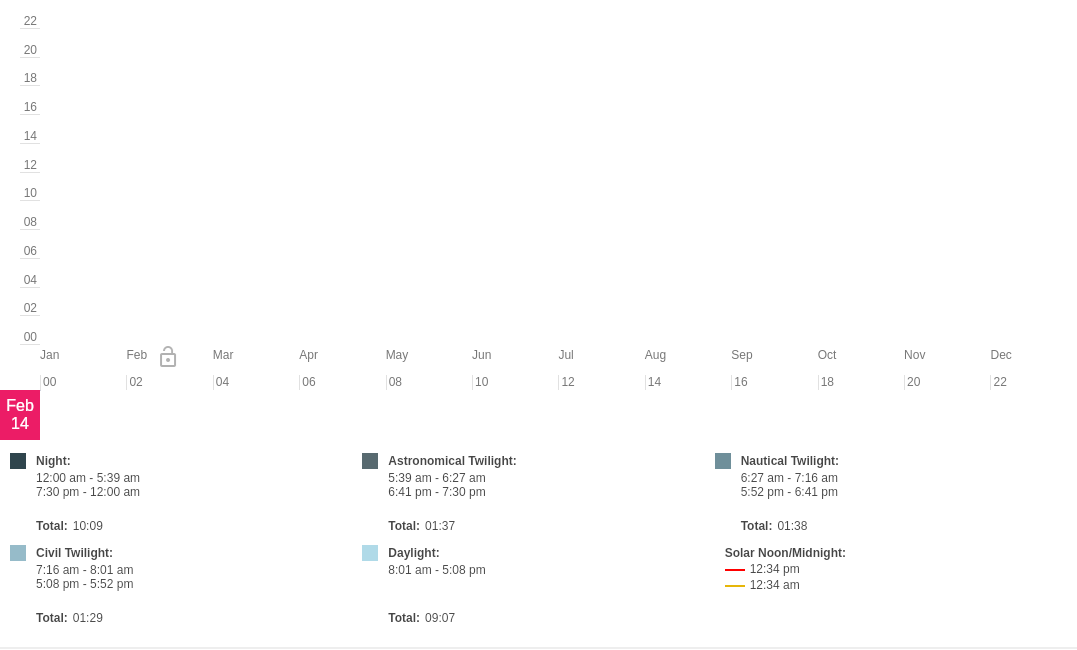 22
20
18
16
14
12
10
08
06
04
02
00
Jan Feb Mar Apr May Jun Jul Aug Sep Oct Nov Dec
00 02 04 06 08 10 12 14 16 18 20 22
Feb
14
Night:
12:00 am - 5:39 am
7:30 pm - 12:00 am
Total: 10:09
Astronomical Twilight:
5:39 am - 6:27 am
6:41 pm - 7:30 pm
Total: 01:37
Nautical Twilight:
6:27 am - 7:16 am
5:52 pm - 6:41 pm
Total: 01:38
Civil Twilight:
7:16 am - 8:01 am
5:08 pm - 5:52 pm
Total: 01:29
Daylight:
8:01 am - 5:08 pm
Total: 09:07
Solar Noon/Midnight:
12:34 pm
12:34 am